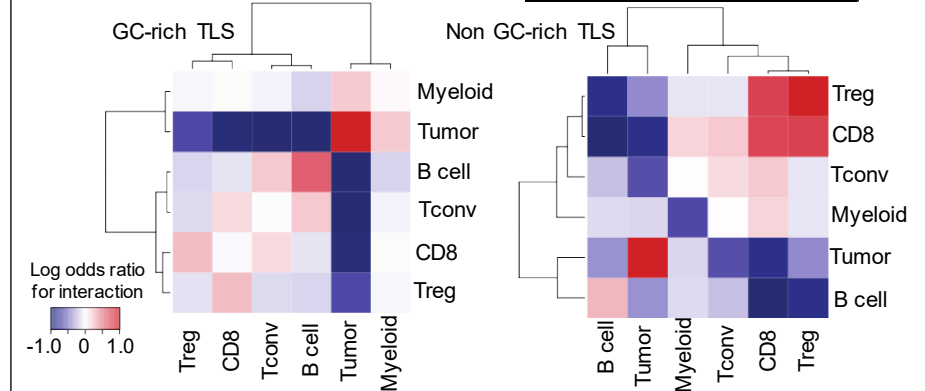 GC-rich TLS
Myeloid
Tumor
B cell
Tconv
CD8
Treg
Treg
CD8
Tconv
B cell
Tumor
Myeloid
Log odds ratio
for interaction
-1.0 0 1.0
Non GC-rich TLS
Treg
CD8
Tconv
Myeloid
Tumor
B cell
B cell
Tumor
Myeloid
Tconv
CD8
Treg